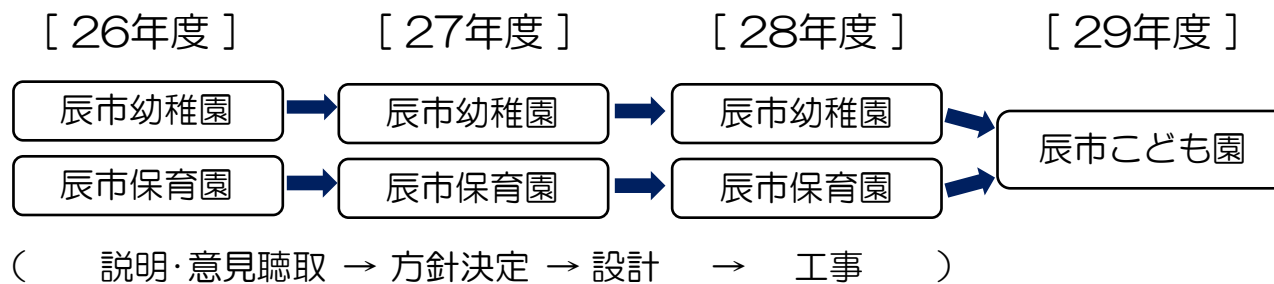 [ 26年度 ] [ 27年度 ] [ 28年度 ] [ 29年度 ]
辰市幼稚園 → 辰市幼稚園 → 辰市幼稚園
辰市こども園
辰市保育園 → 辰市保育園 → 辰市保育園
( 説明・意見聴取 → 方針決定 → 設計 → 工事 )